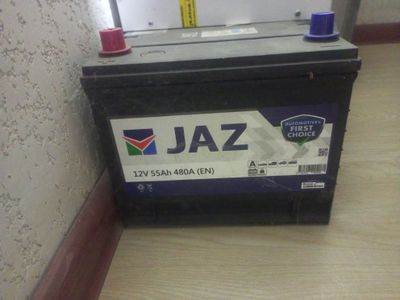 JAZ
AUTOMOTIVE'S
FIRST
CHOICE
12V 55Ah 480A (EN)
A